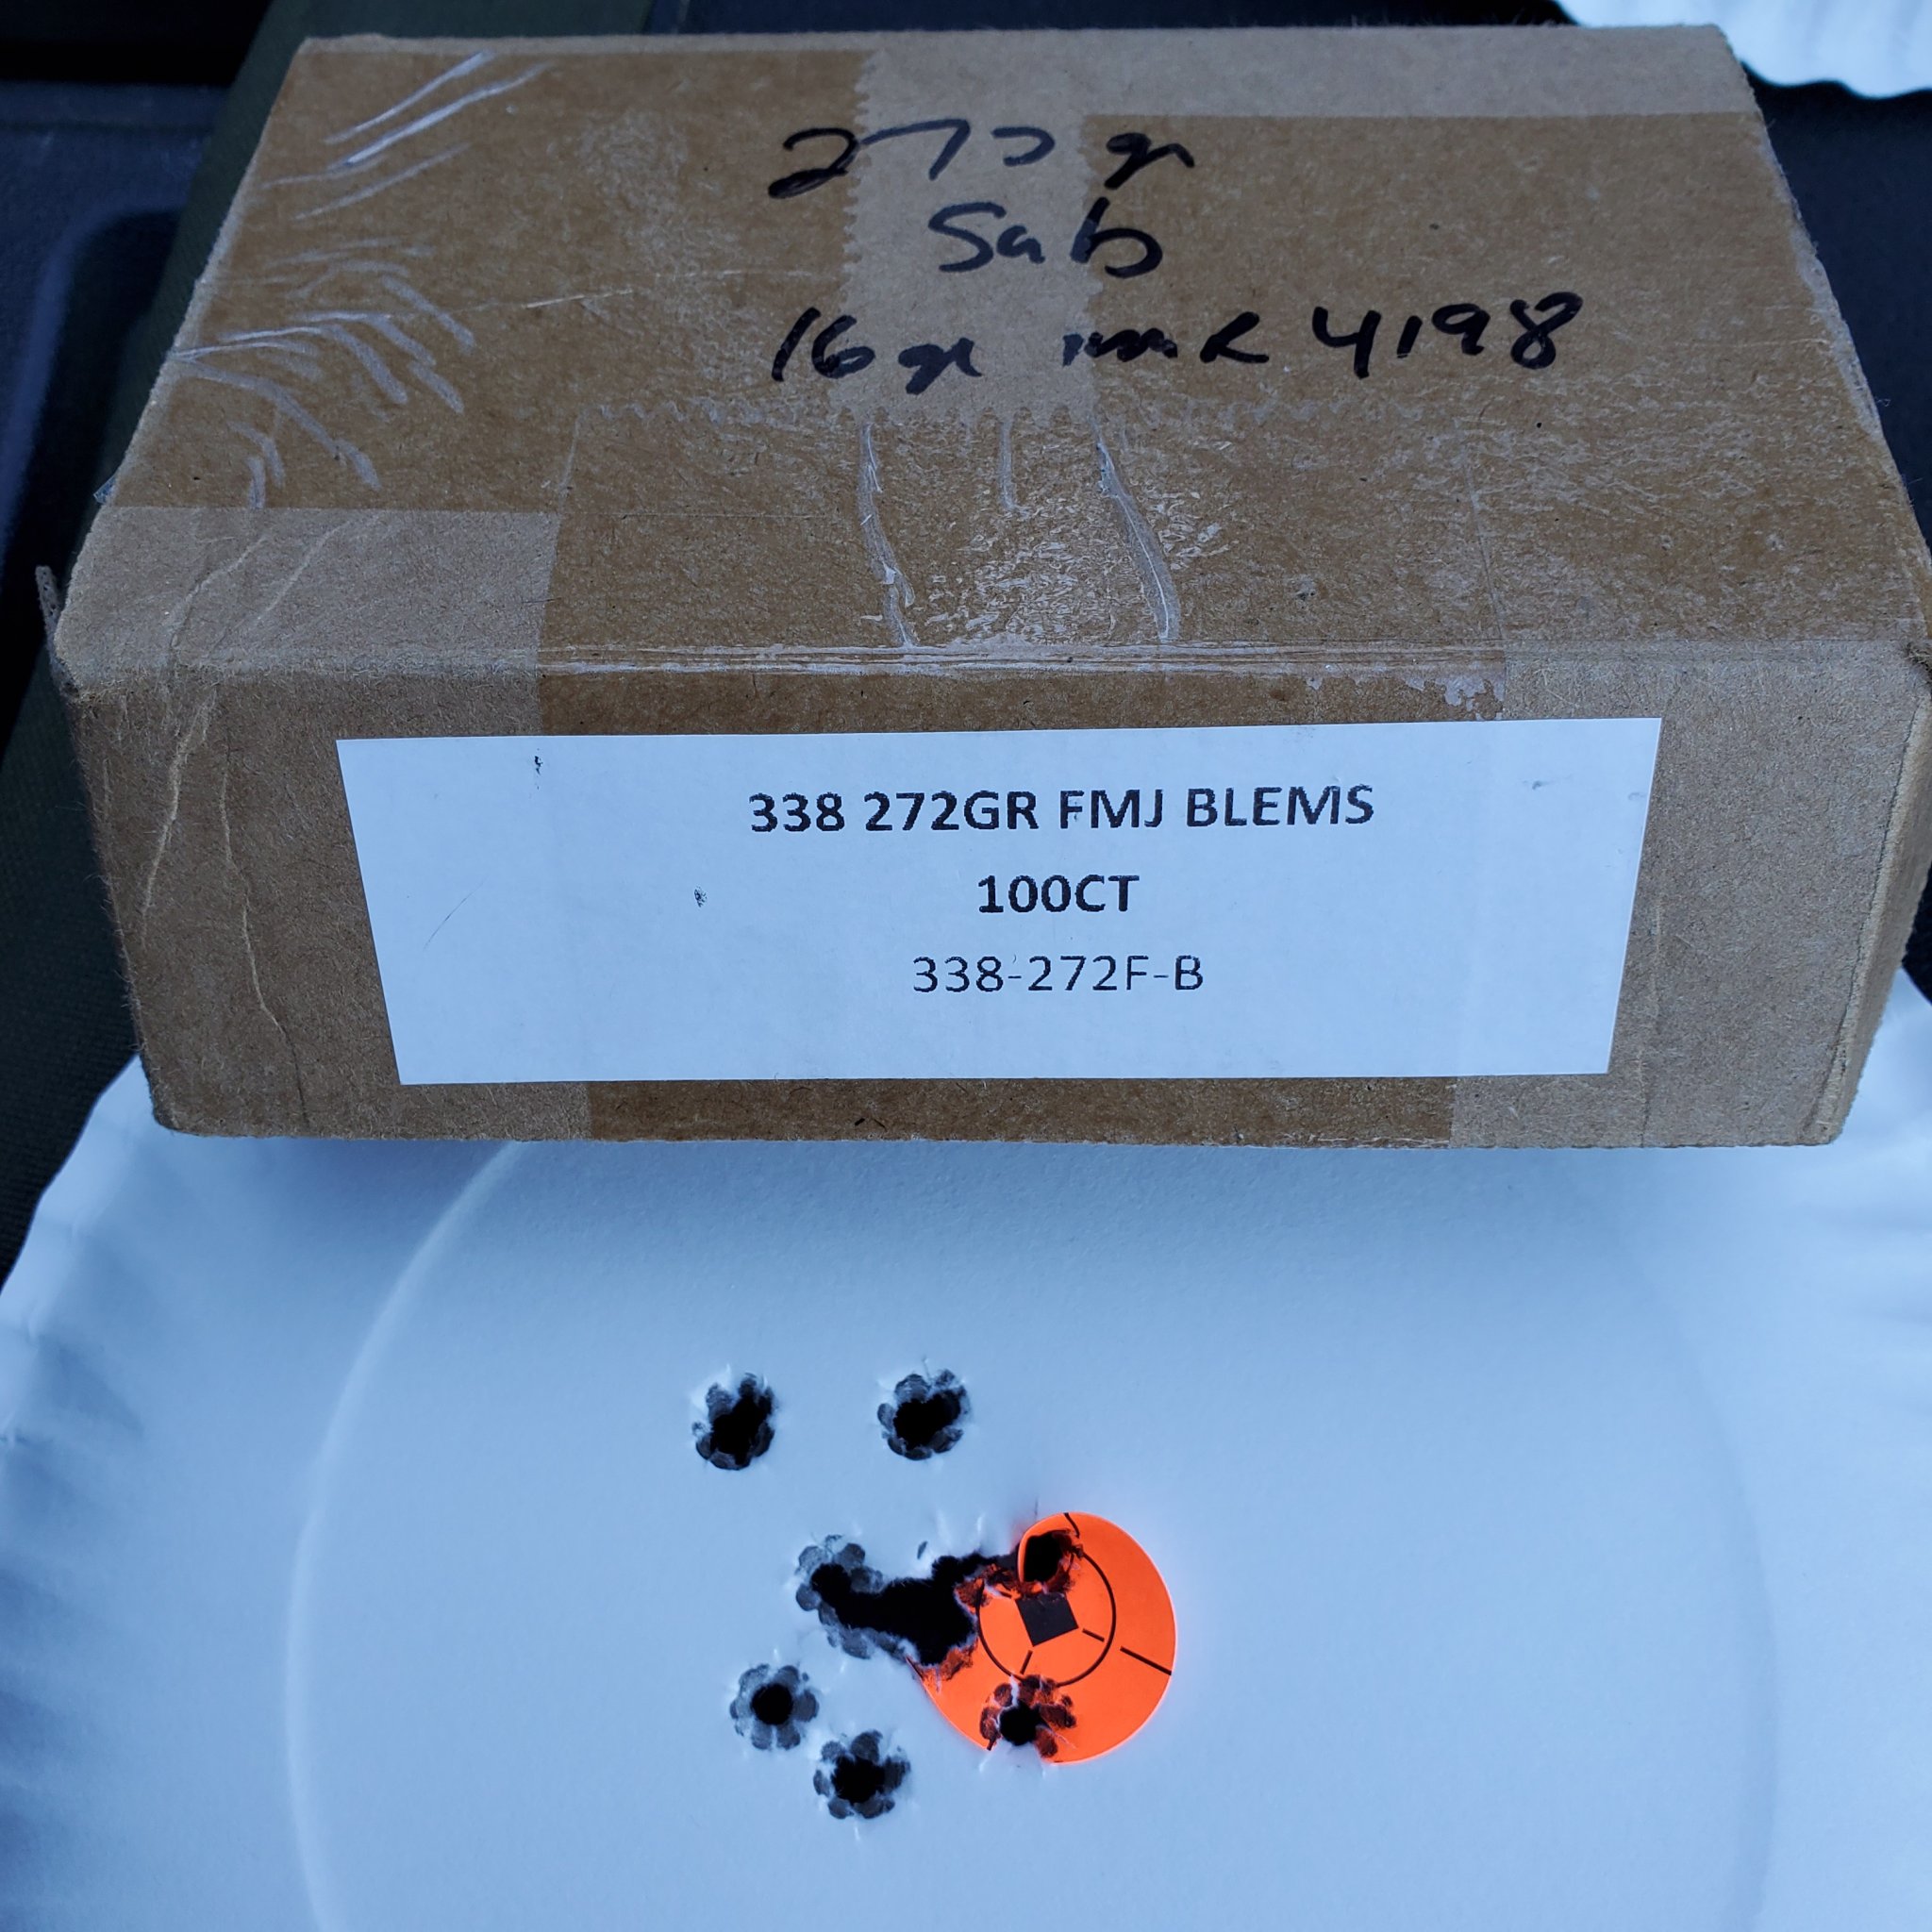 272 gr
Sub
16 gr IMR 4198
338 272GR FMJ BLEMS
100CT
338-272F-B